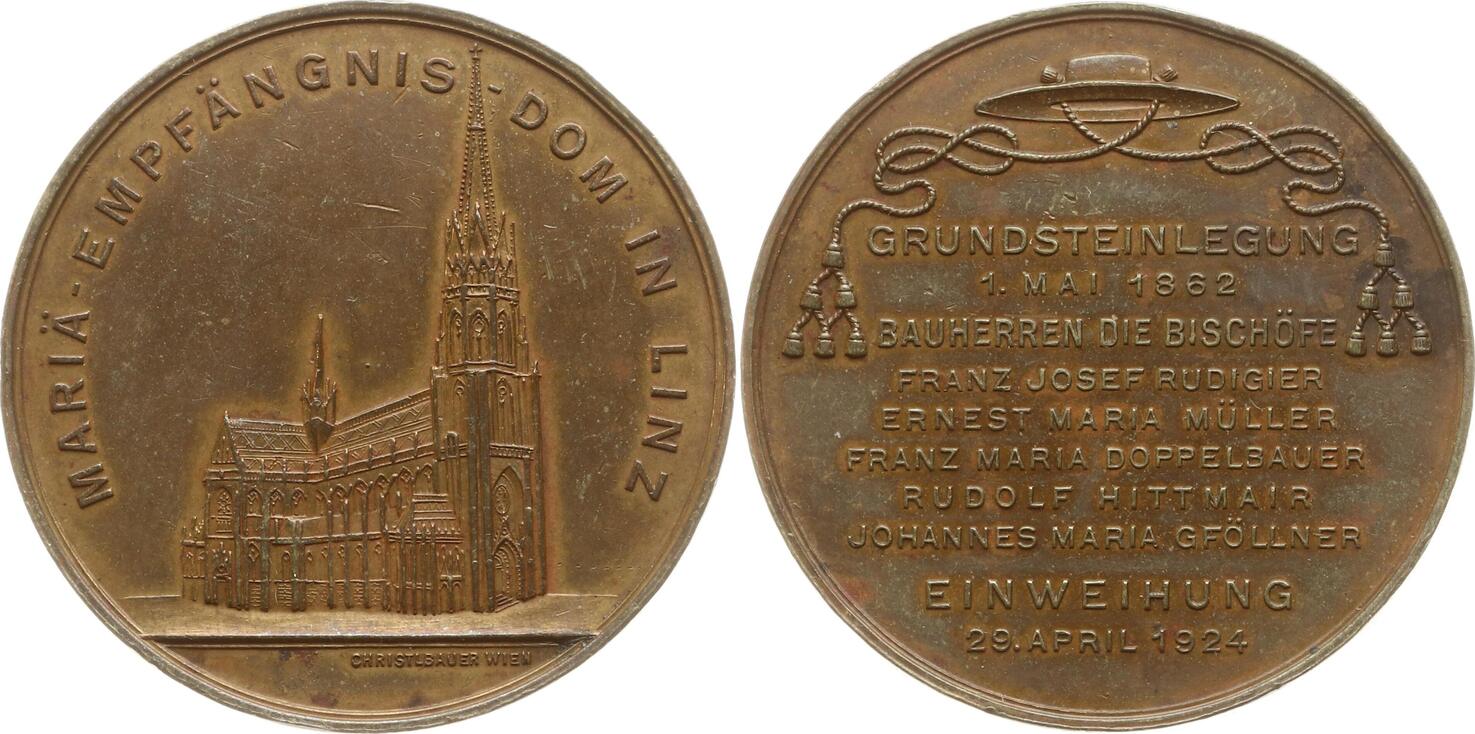 MARIÄ-EMPFÄNGNIS-DOM IN LINZ
CHRISTLBAUER WIEN
GRUNDSTEINLEGUNG
1. MAI 1862
BAUHERREN DIE BISCHÖFE
FRANZ JOSEF RUDIGIER
ERNEST MARIA MÜLLER
FRANZ MARIA DOPPELBAUER
RUDOLF HITTMAIR
JOHANNES MARIA GFÖLLNER
EINWEIHUNG
29. APRIL 1924